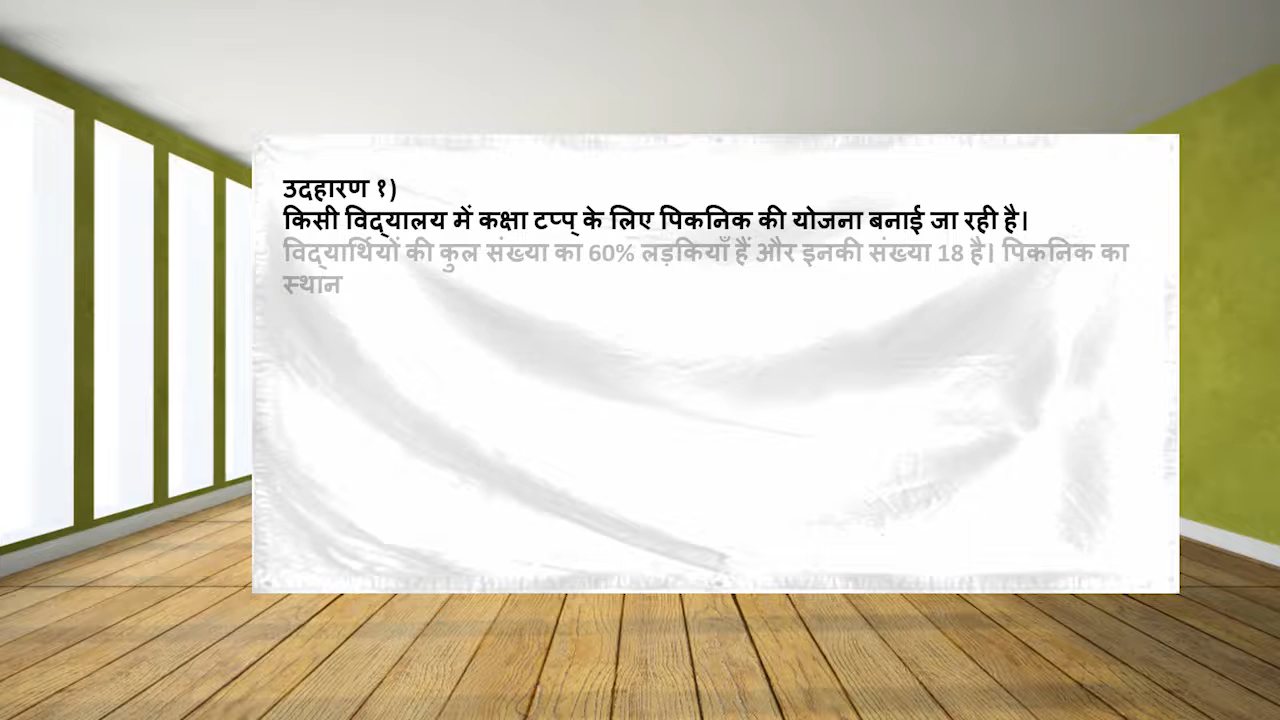 उदहारण १)
किसी विद्यालय में कक्षा टप्प् के लिए पिकनिक की योजना बनाई जा रही है।
विद्यार्थियों की कुल संख्या का 60% लड़कियाँ हैं और इनकी संख्या 18 है। पिकनिक का
स्थान